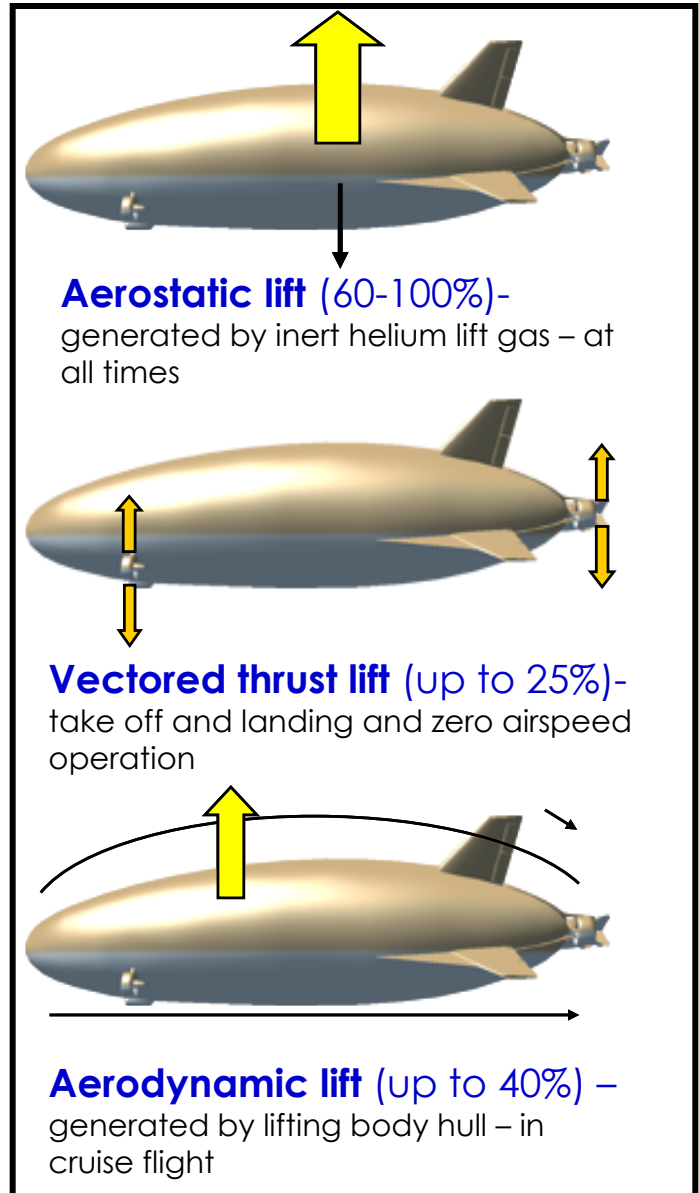 Aerostatic lift (60-100%)-
generated by inert helium lift gas – at
all times
Vectored thrust lift (up to 25%)-
take off and landing and zero airspeed
operation
Aerodynamic lift (up to 40%) –
generated by lifting body hull – in
cruise flight